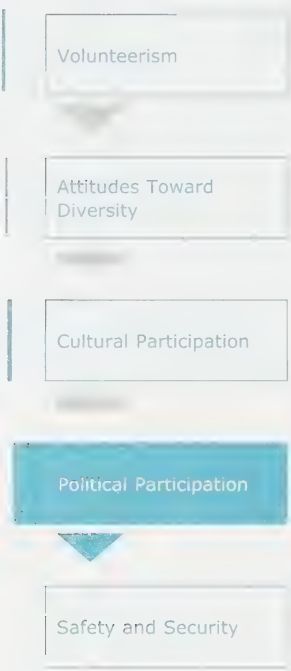 Volunteerism
Attitudes Toward
Diversity
Cultural Participation
Political Participation
Safety and Security